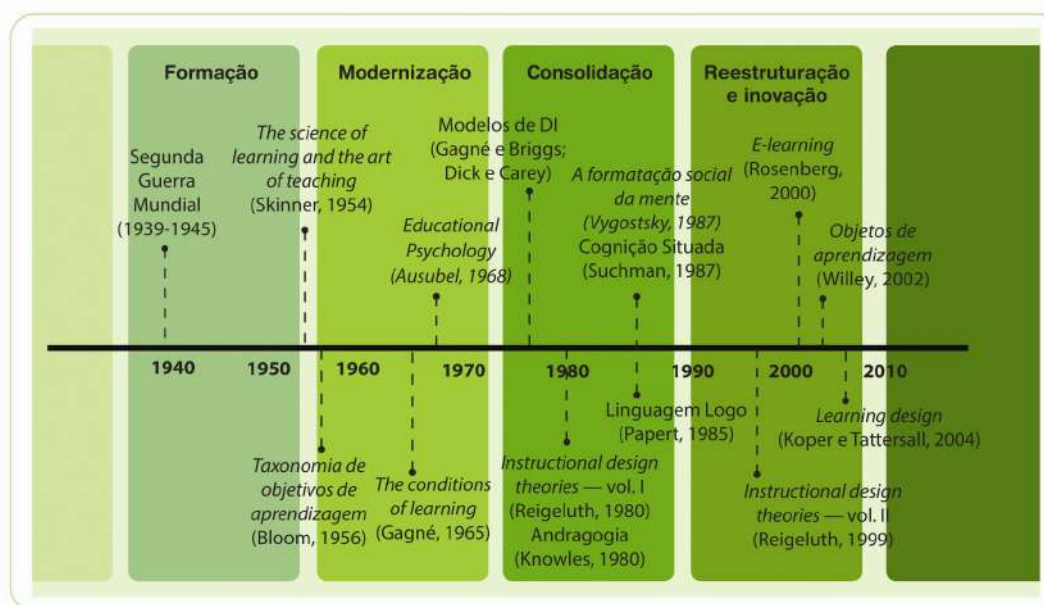 Formação
Modernização
Consolidação
Reestruturação
e inovação
Segunda
Guerra
Mundial
(1939-1945)
The science of
learning and the art
of teaching
(Skinner, 1954)
Educational
Psychology
(Ausubel, 1968)
Modelos de DI
(Gagné e Briggs;
Dick e Carey)
A formatação social
da mente
(Vygostsky, 1987)
Cognição Situada
(Suchman, 1987)
E-learning
(Rosenberg,
2000)
Objetos de
aprendizagem
(Willey, 2002)
1940
1950
1960
1970
1980
1990
2000
2010
Taxonomia de
objetivos de
aprendizagem
(Bloom, 1956)
The conditions
of learning
(Gagné, 1965)
Instructional design
theories — vol. I
(Reigeluth, 1980)
Andragogia
(Knowles, 1980)
Linguagem Logo
(Papert, 1985)
Instructional design
theories — vol. II
(Reigeluth, 1999)
Learning design
(Koper e Tattersall, 2004)